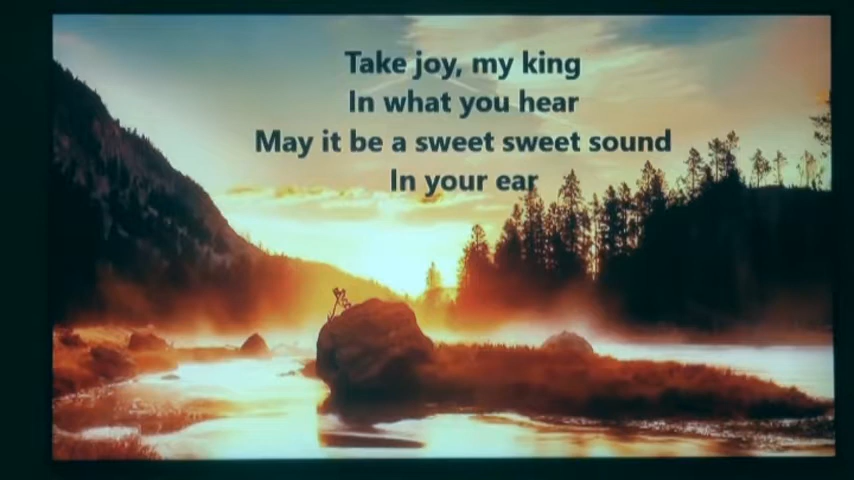 Take joy, my king
In what you hear
May it be a sweet sweet sound
In your ear